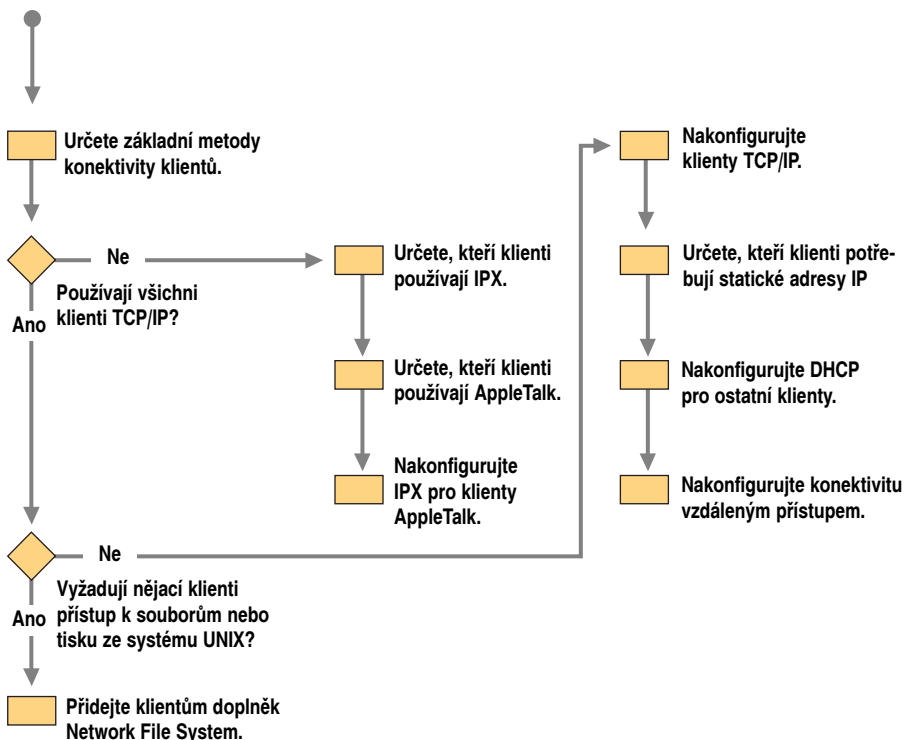 Určete základní metody
konektivity klientů.
Ne
Používají všichni
klienti TCP/IP?
Ano
Určete, kteří klienti
používají IPX.
Určete, kteří klienti
používají AppleTalk.
Nakonfigurujte
IPX pro klienty
AppleTalk.
Ne
Vyžadují nějací klienti
přístup k souborům nebo
tisku ze systému UNIX?
Ano
Přidejte klientům doplněk
Network File System.
Nakonfigurujte
klienty TCP/IP.
Určete, kteří klienti potře-
bují statické adresy IP
Nakonfigurujte DHCP
pro ostatní klienty.
Nakonfigurujte konektivitu
vzdáleným přístupem.